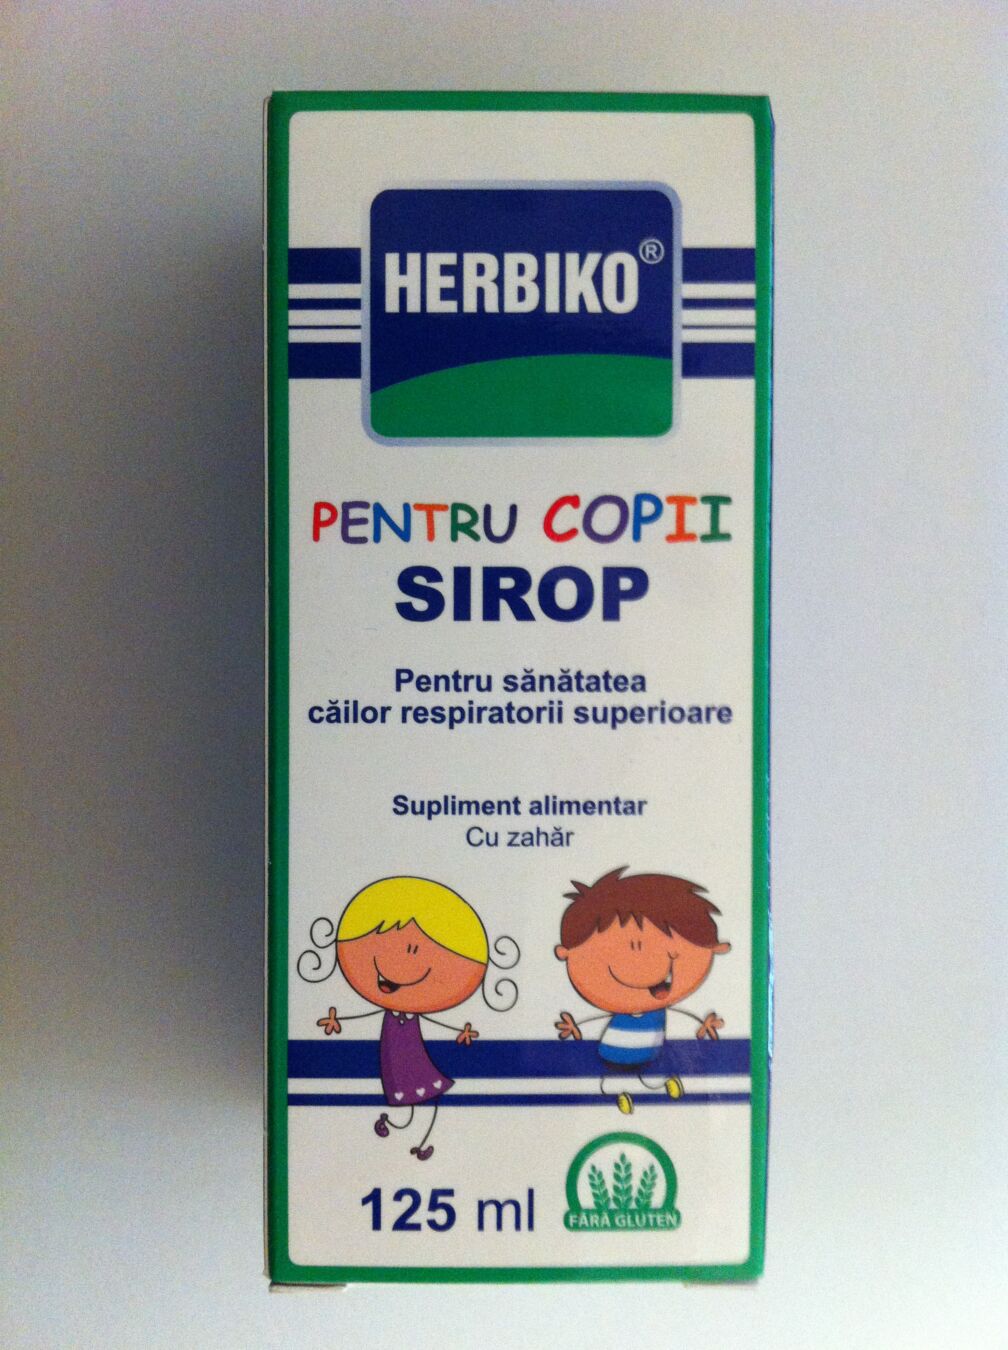 HERBIKO®
PENTRU COPII
SIROP
Pentru sănătatea
căilor respiratorii superioare
Supliment alimentar
Cu zahăr
125 ml
FĂRĂ GLUTEN